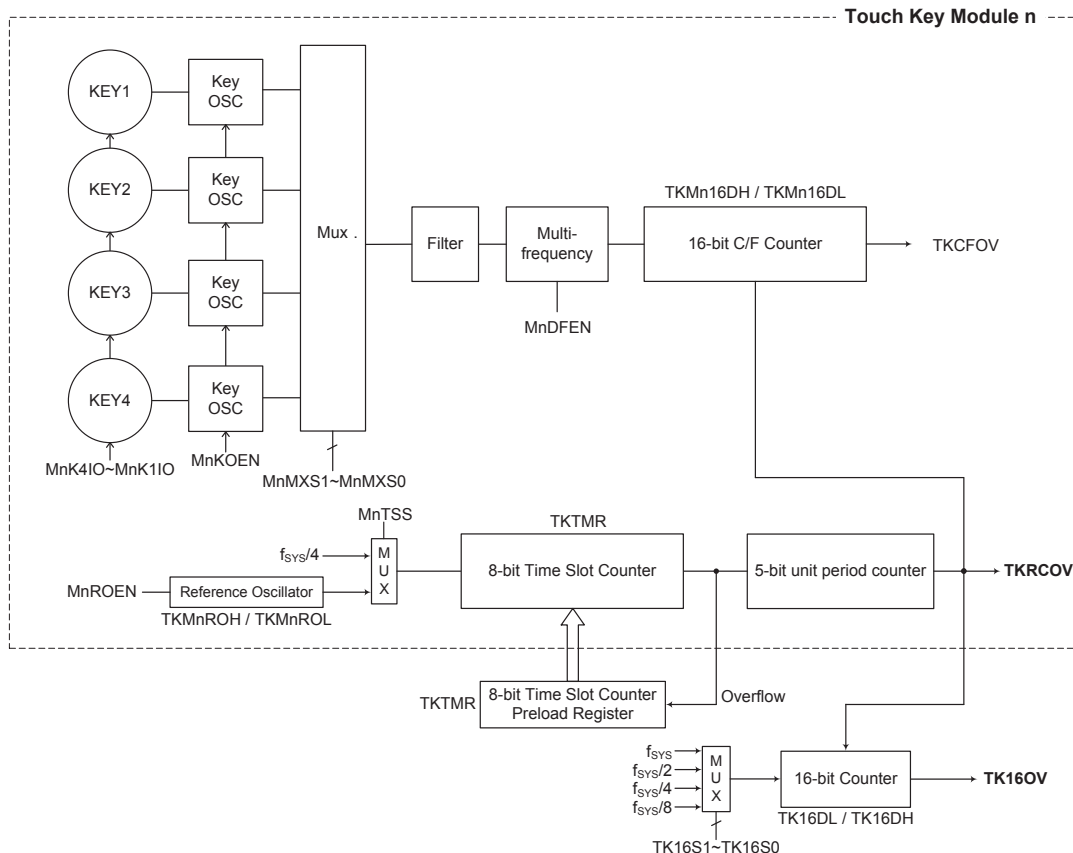 Touch Key Module n
KEY1
Key
OSC
KEY2
Key
OSC
KEY3
Key
OSC
KEY4
Key
OSC
Mux .
Filter
Multi-
frequency
TKMn16DH / TKMn16DL
16-bit C/F Counter
TKCFOV
MnDFEN
MnK4IO~MnK1IO
MnKOEN
MnMXS1~MnMXS0
MnTSS
fSYS/4
M
U
X
MnROEN
Reference Oscillator
TKMnROH / TKMnROL
TKTMR
8-bit Time Slot Counter
5-bit unit period counter
TKRCOV
TKTMR
8-bit Time Slot Counter
Preload Register
Overflow
fSYS
fSYS/2
fSYS/4
fSYS/8
M
U
X
16-bit Counter
TK16OV
TK16DL / TK16DH
TK16S1~TK16S0